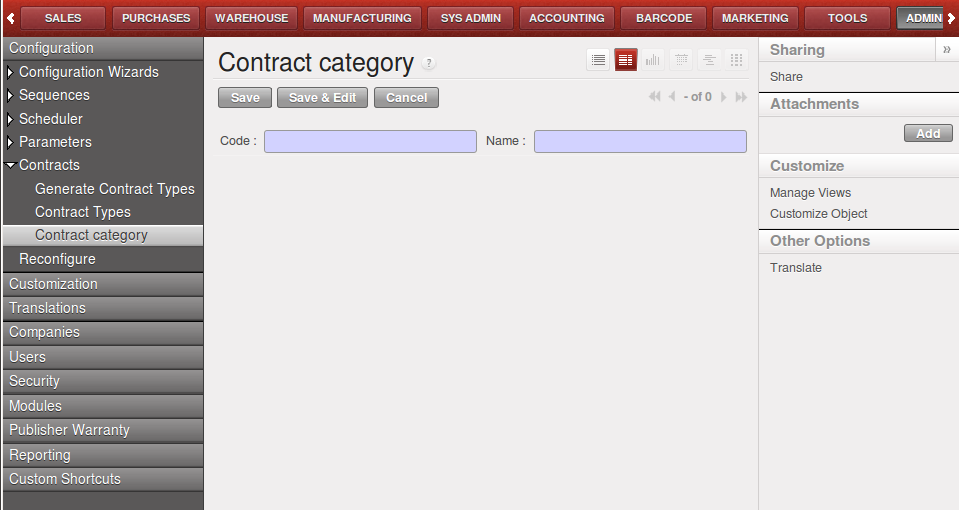 SALES PURCHASES WAREHOUSE MANUFACTURING SYS ADMIN ACCOUNTING BARCODE MARKETING TOOLS ADMIN
Configuration
Configuration Wizards
Sequences
Scheduler
Parameters
Contracts
Generate Contract Types
Contract Types
Contract category
Reconfigure
Customization
Translations
Companies
Users
Security
Modules
Publisher Warranty
Reporting
Custom Shortcuts
Contract category ?
Save Save & Edit Cancel - of 0
Code : Name :
Sharing »
Share
Attachments
Add
Customize
Manage Views
Customize Object
Other Options
Translate